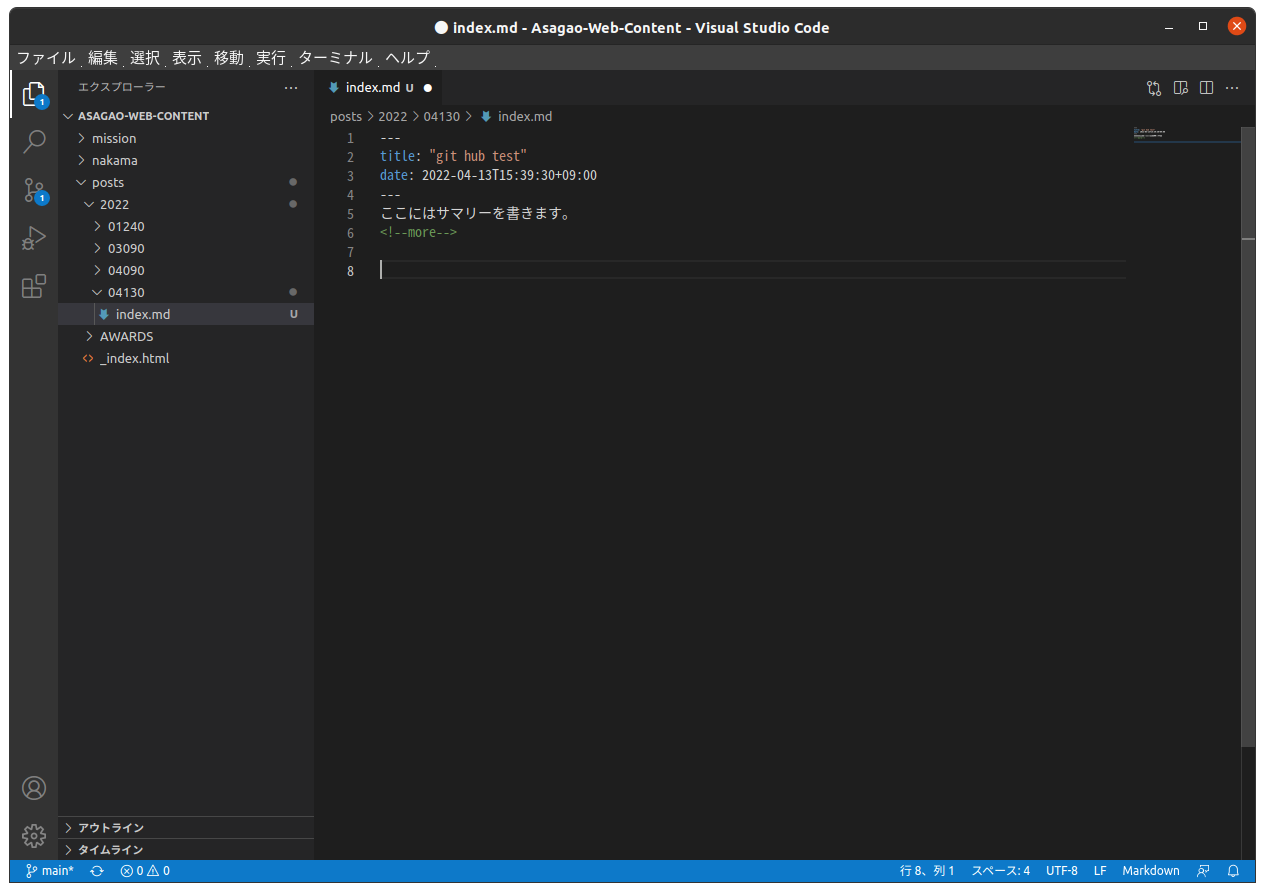 index.md - Asagao-Web-Content - Visual Studio Code
ファイル 編集 選択 表示 移動 実行 ターミナル ヘルプ
エクスプローラー
ASAGAO-WEB-CONTENT
mission
nakama
posts
2022
01240
03090
04090
04130
index.md U
AWARDS
<> _index.html
アウトライン
タイムライン
1
1
index.md U
posts > 2022 > 04130 > index.md
1 ---
2 title: "git hub test"
3 date: 2022-04-13T15:39:30+09:00
4 ---
5 ここにはサマリーを書きます。
6 <!--more-->
7
8
main* 0 0 行 8、列 1 スペース: 4 UTF-8 LF Markdown